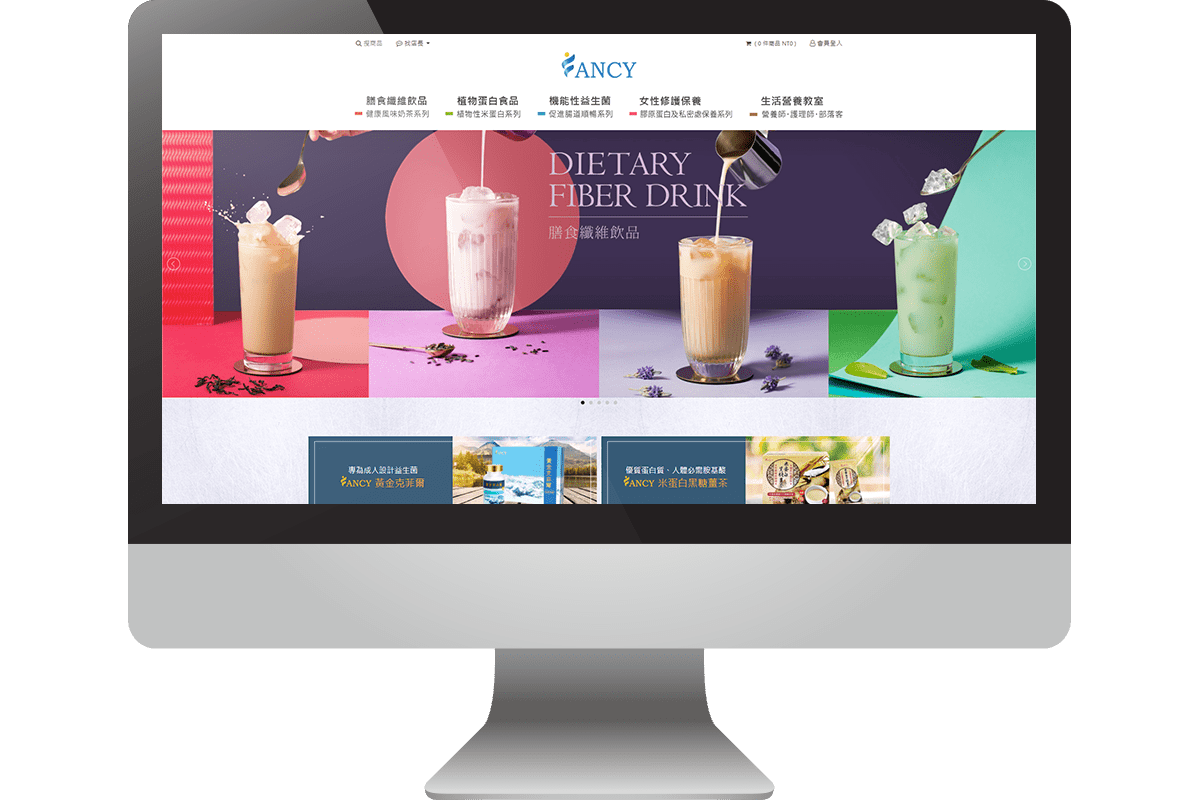 搜商品 找店長 ( 0 件商品 NT0 ) 會員登入
FANCY
膳食纖維飲品 植物蛋白食品 機能性益生菌 女性修護保養 生活營養教室
健康風味奶茶系列 植物性米蛋白系列 促進腸道順暢系列 膠原蛋白及私密處保養系列 營養師・護理師・部落客
DIETARY
FIBER DRINK
膳食纖維飲品
專為成人設計益生菌
FANCY 黃金克菲爾
優質蛋白質、人體必需胺基酸
FANCY 米蛋白黑糖薑茶